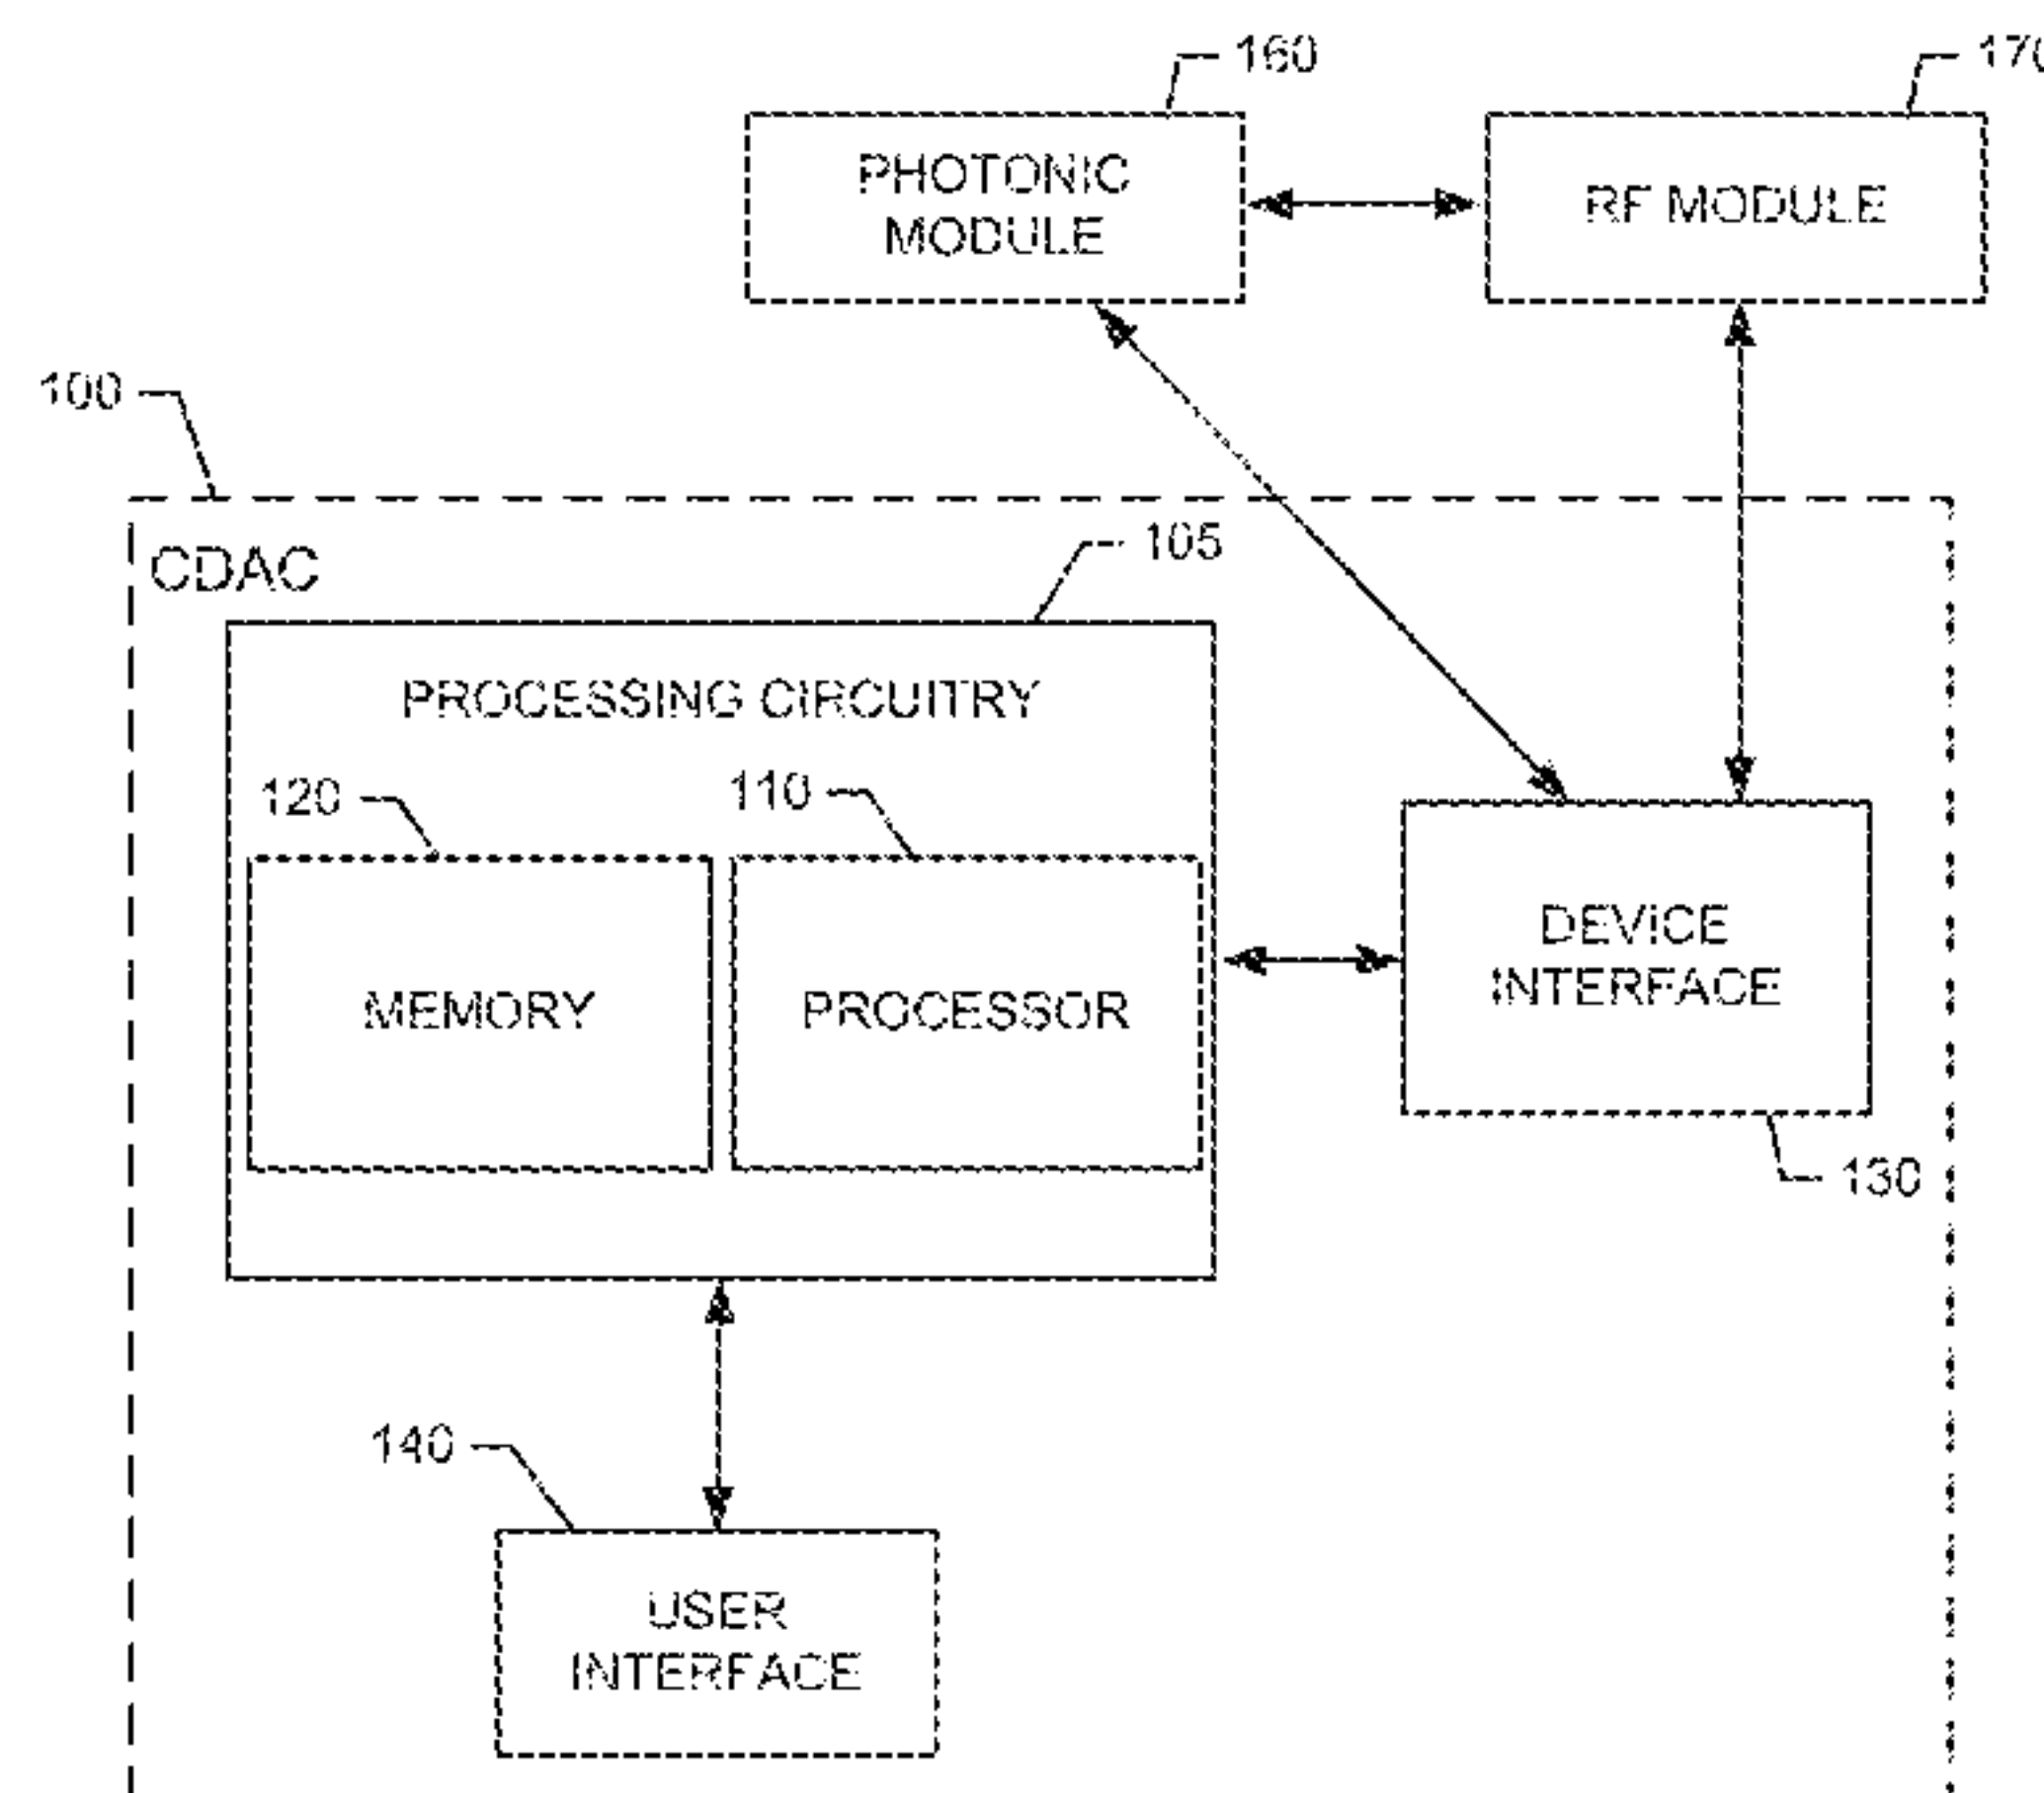 160
170
PHOTONIC
MODULE
RF MODULE
100
CDAC
105
PROCESSING CIRCUITRY
120
110
MEMORY
PROCESSOR
DEVICE
INTERFACE
130
140
USER
INTERFACE